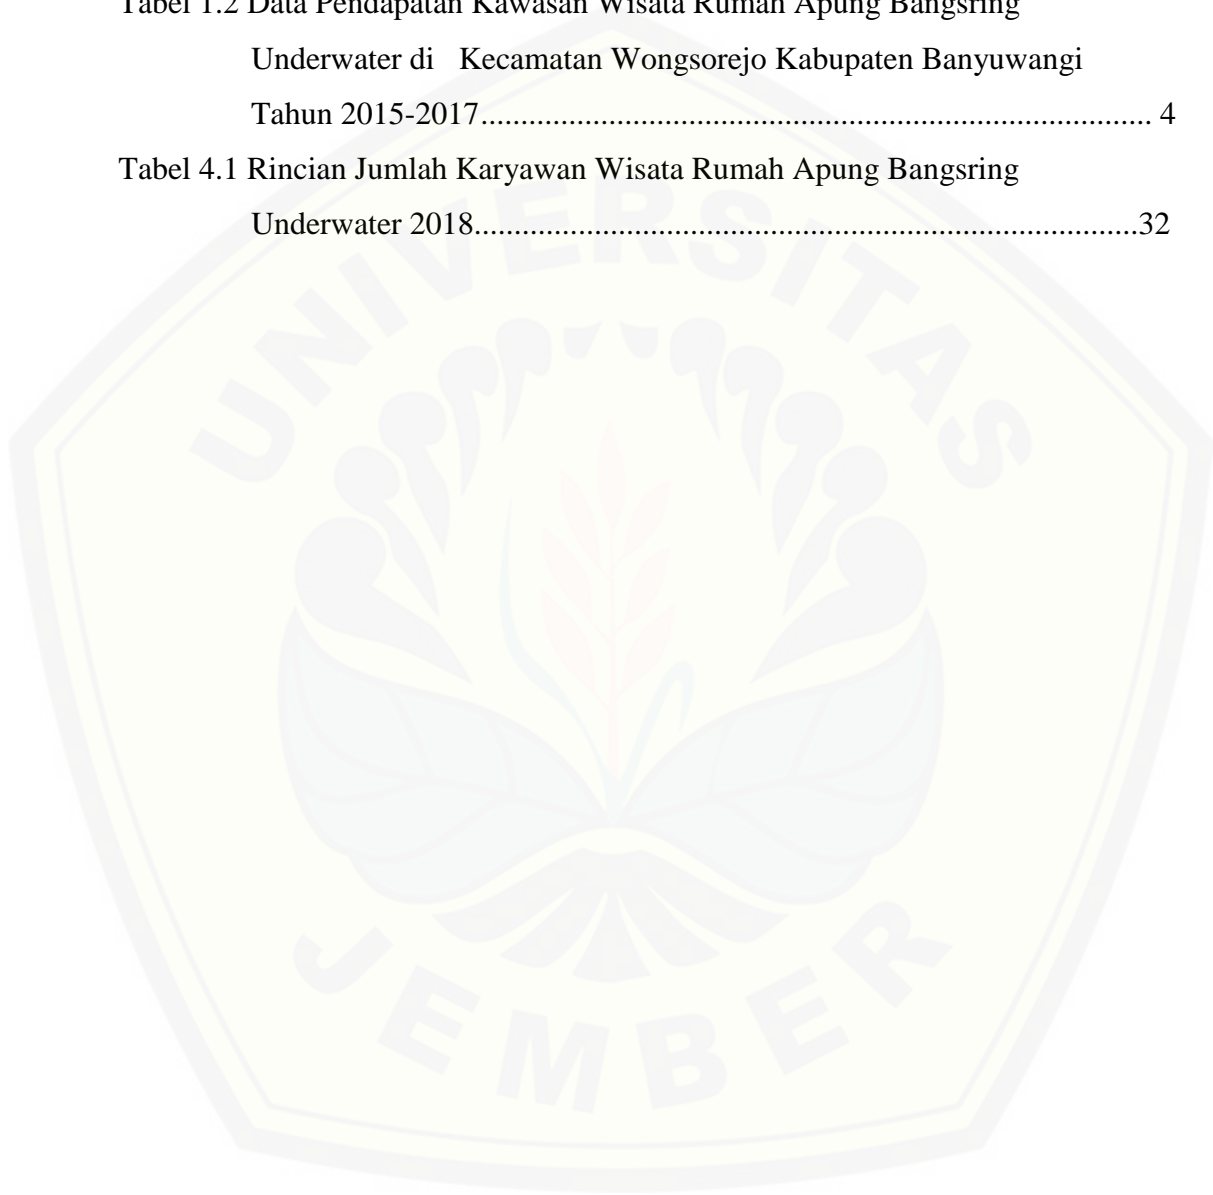 Tabel 1.2 Data Pendapatan Kawasan Wisata Rumah Apung Bangsring
Underwater di Kecamatan Wongsorejo Kabupaten Banyuwangi
Tahun 2015-2017.................................................................................... 4
Tabel 4.1 Rincian Jumlah Karyawan Wisata Rumah Apung Bangsring
Underwater 2018...................................................................................32
UNIVERSITAS
JEMBER